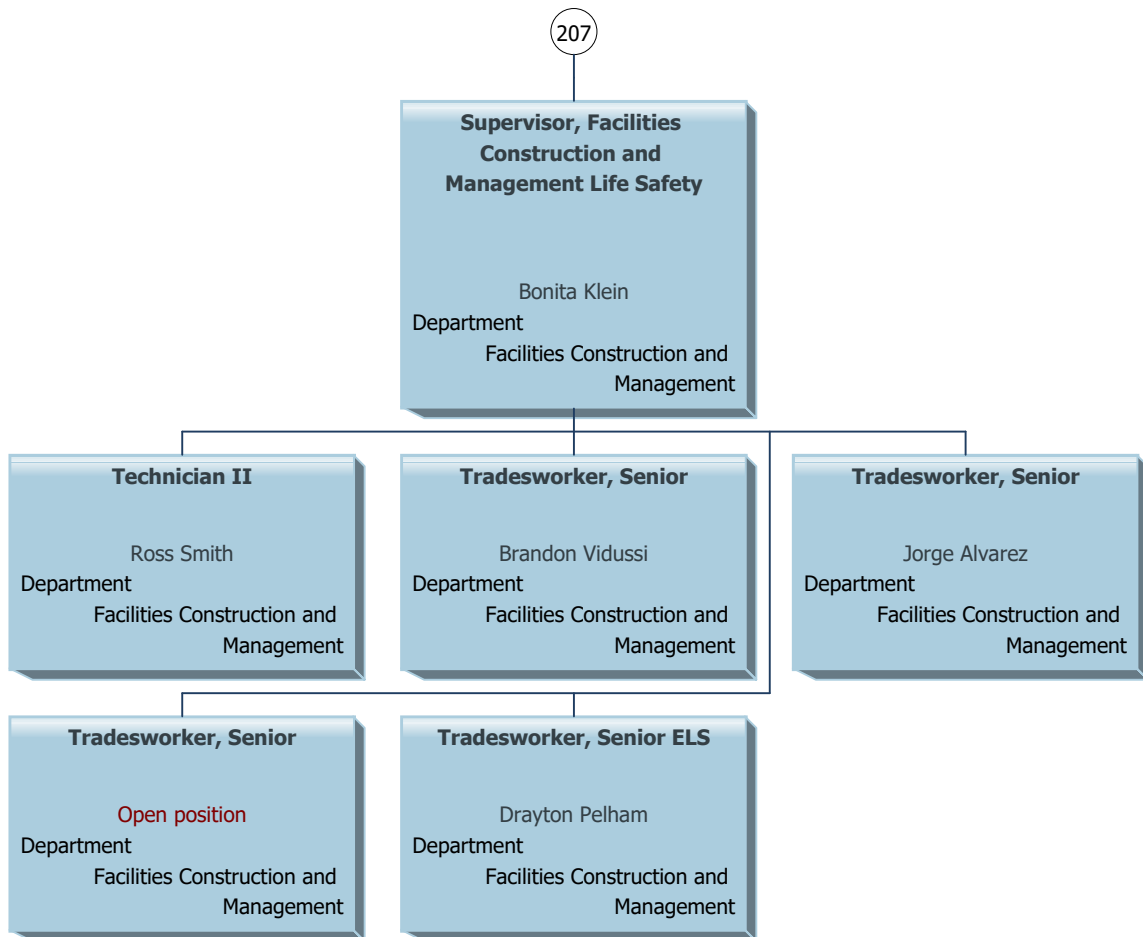 207
Supervisor, Facilities
Construction and
Management Life Safety
Bonita Klein
Department
Facilities Construction and
Management
Technician II
Ross Smith
Department
Facilities Construction and
Management
Tradesworker, Senior
Brandon Vidussi
Department
Facilities Construction and
Management
Tradesworker, Senior
Jorge Alvarez
Department
Facilities Construction and
Management
Tradesworker, Senior
Open position
Department
Facilities Construction and
Management
Tradesworker, Senior ELS
Drayton Pelham
Department
Facilities Construction and
Management